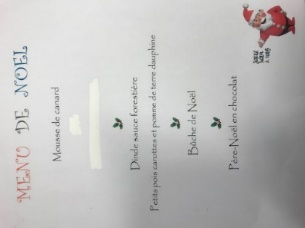 MENU DE NOEL
Mousse de canard
Dinde sauce forestière
Petits pois carottes et pomme de terre dauphine
Bûche de Noël
Père-Noël en chocolat